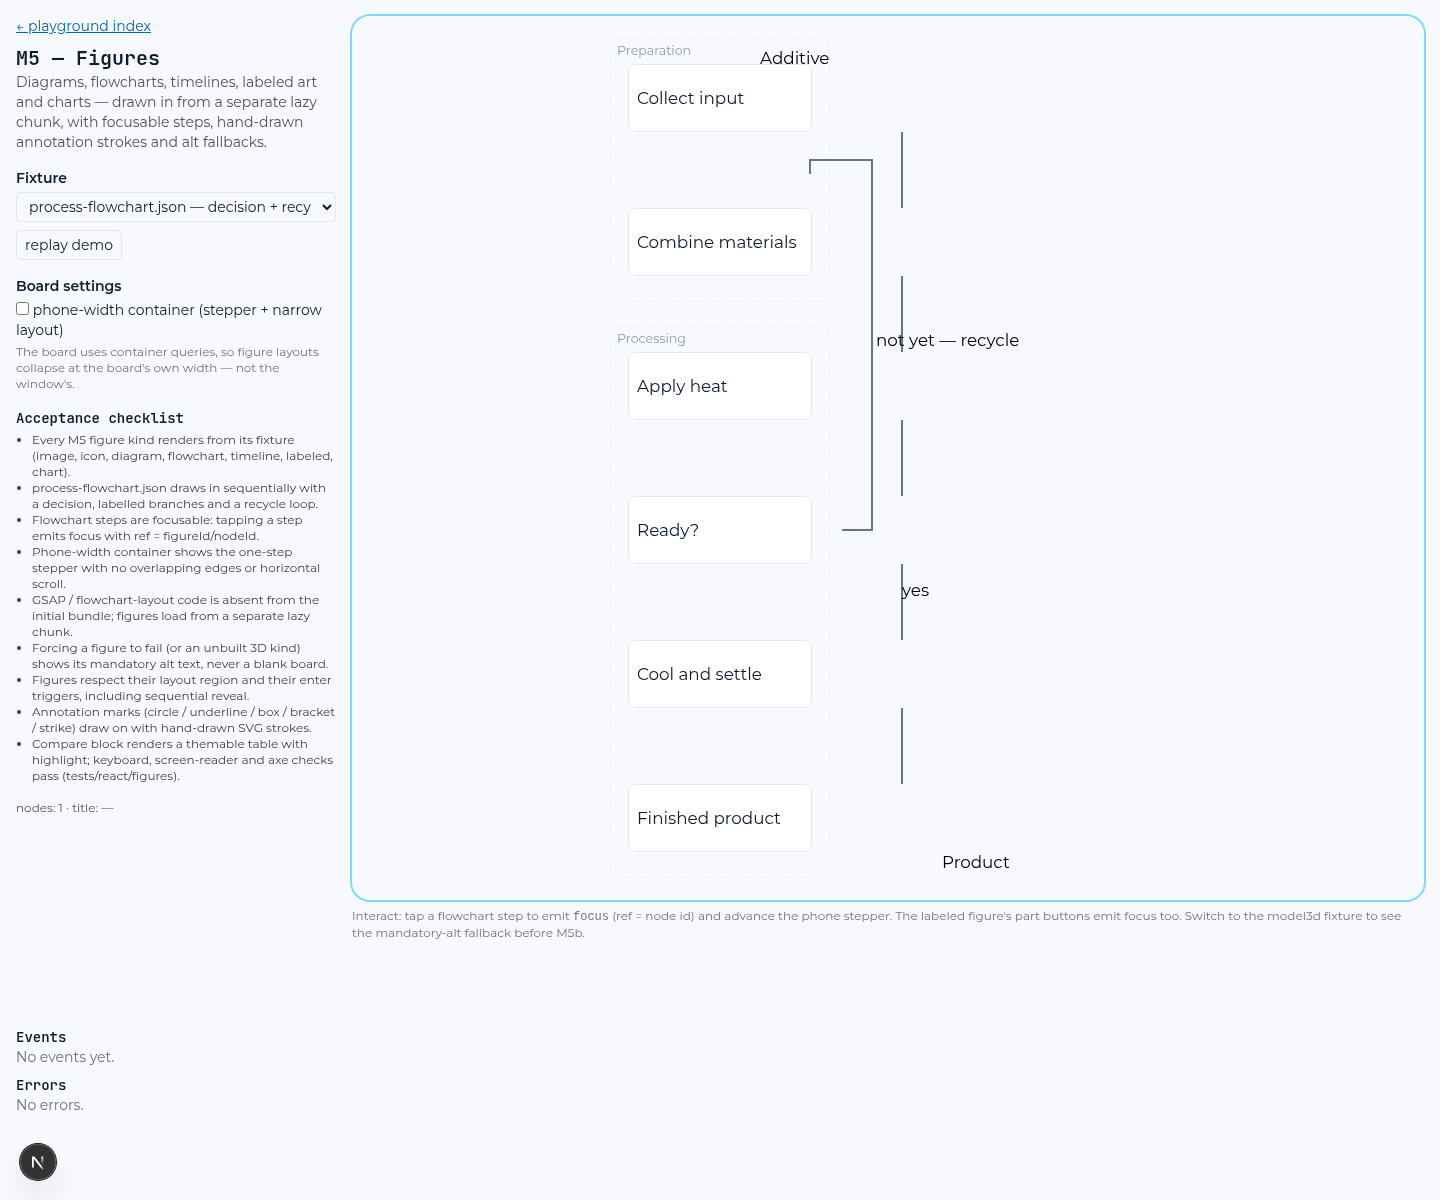 ← playground index
M5 — Figures
Diagrams, flowcharts, timelines, labeled art
and charts — drawn in from a separate lazy
chunk, with focusable steps, hand-drawn
annotation strokes and alt fallbacks.
Fixture
process-flowchart.json — decision + recy
replay demo
Board settings
phone-width container (stepper + narrow
layout)
The board uses container queries, so figure layouts
collapse at the board's own width — not the
window's.
Acceptance checklist
• Every M5 figure kind renders from its fixture
(image, icon, diagram, flowchart, timeline, labeled,
chart).
• process-flowchart.json draws in sequentially with
a decision, labelled branches and a recycle loop.
• Flowchart steps are focusable: tapping a step
emits focus with ref = figureId/nodeId.
• Phone-width container shows the one-step
stepper with no overlapping edges or horizontal
scroll.
• GSAP / flowchart-layout code is absent from the
initial bundle; figures load from a separate lazy
chunk.
• Forcing a figure to fail (or an unbuilt 3D kind)
shows its mandatory alt text, never a blank board.
• Figures respect their layout region and their enter
triggers, including sequential reveal.
• Annotation marks (circle / underline / box / bracket
/ strike) draw on with hand-drawn SVG strokes.
• Compare block renders a themable table with
highlight; keyboard, screen-reader and axe checks
pass (tests/react/figures).
nodes: 1 · title: —
Events
No events yet.
Errors
No errors.
N
Preparation
Additive
Collect input
Combine materials
not yet — recycle
Processing
Apply heat
Ready?
yes
Cool and settle
Finished product
Product
Interact: tap a flowchart step to emit focus (ref = node id) and advance the phone stepper. The labeled figure's part buttons emit focus too. Switch to the model3d fixture to see
the mandatory-alt fallback before M5b.